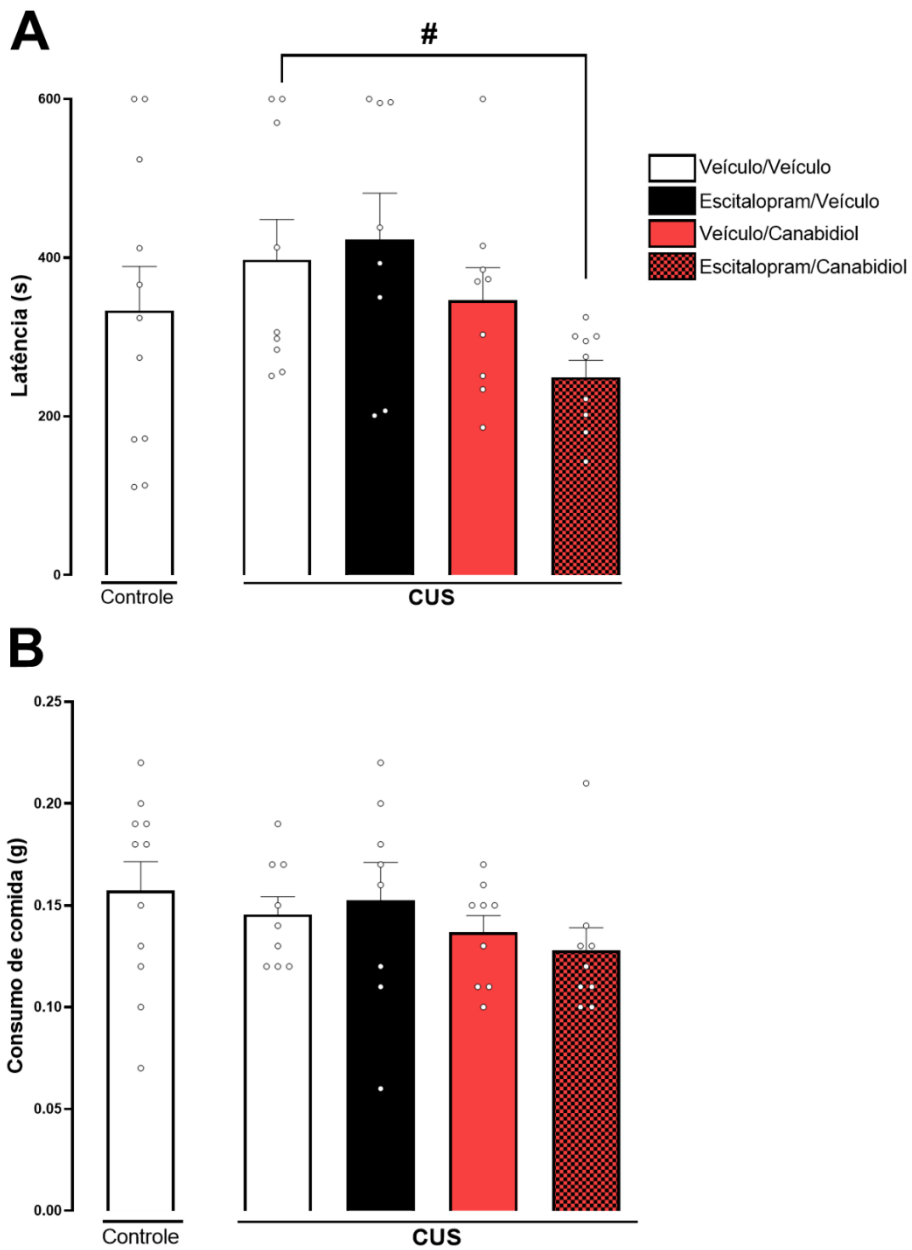 A
#
600
400
200
0
Latência (s)
Veículo/Veículo
Escitalopram/Veículo
Veículo/Canabidiol
Escitalopram/Canabidiol
Controle
CUS
B
0.25
0.20
0.15
0.10
0.05
0.00
Consumo de comida (g)
Controle
CUS